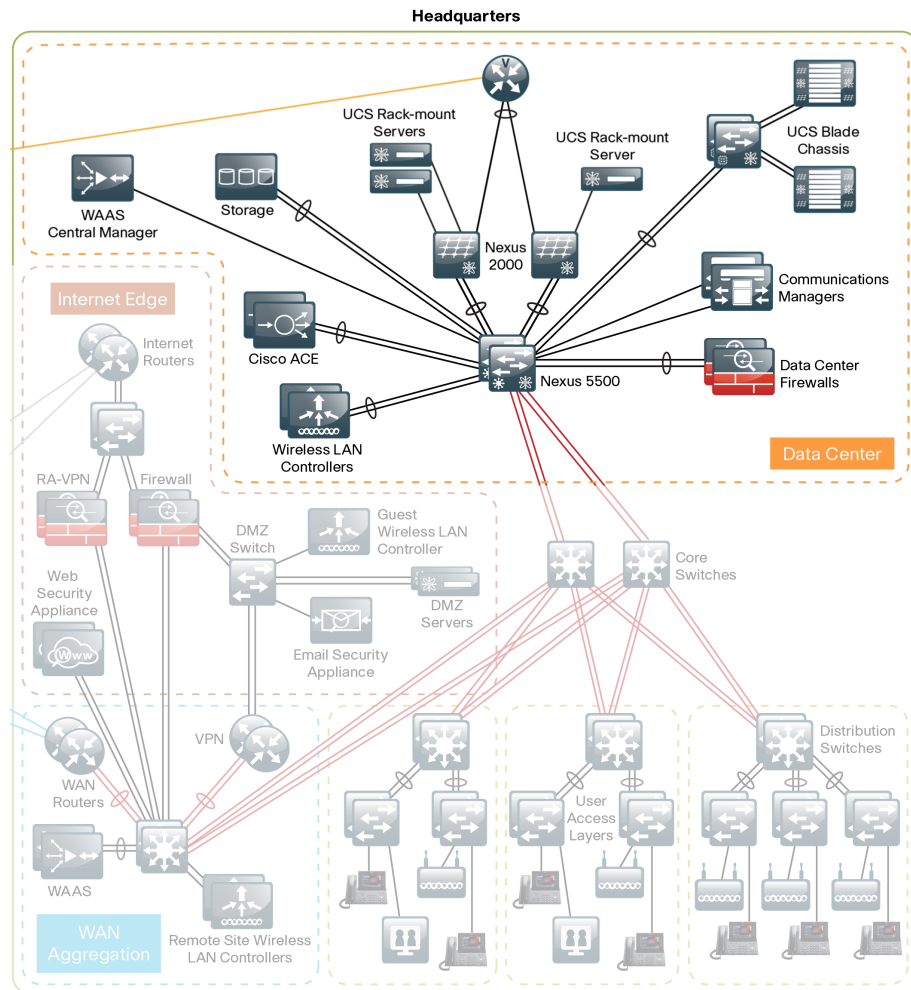 Headquarters
V
UCS Rack-mount
Servers
UCS Rack-mount
Server
UCS Blade
Chassis
WAAS
Central Manager
Storage
Nexus
2000
Communications
Managers
Cisco ACE
Nexus 5500
Data Center
Firewalls
Wireless LAN
Controllers
Data Center
Internet Edge
Internet
Routers
RA-VPN
Firewall
DMZ
Switch
Guest
Wireless LAN
Controller
DMZ
Servers
Email Security
Appliance
Web
Security
Appliance
Www
Core
Switches
WAN
Routers
VPN
WAAS
Remote Site Wireless
LAN Controllers
WAN
Aggregation
User
Access
Layers
Distribution
Switches